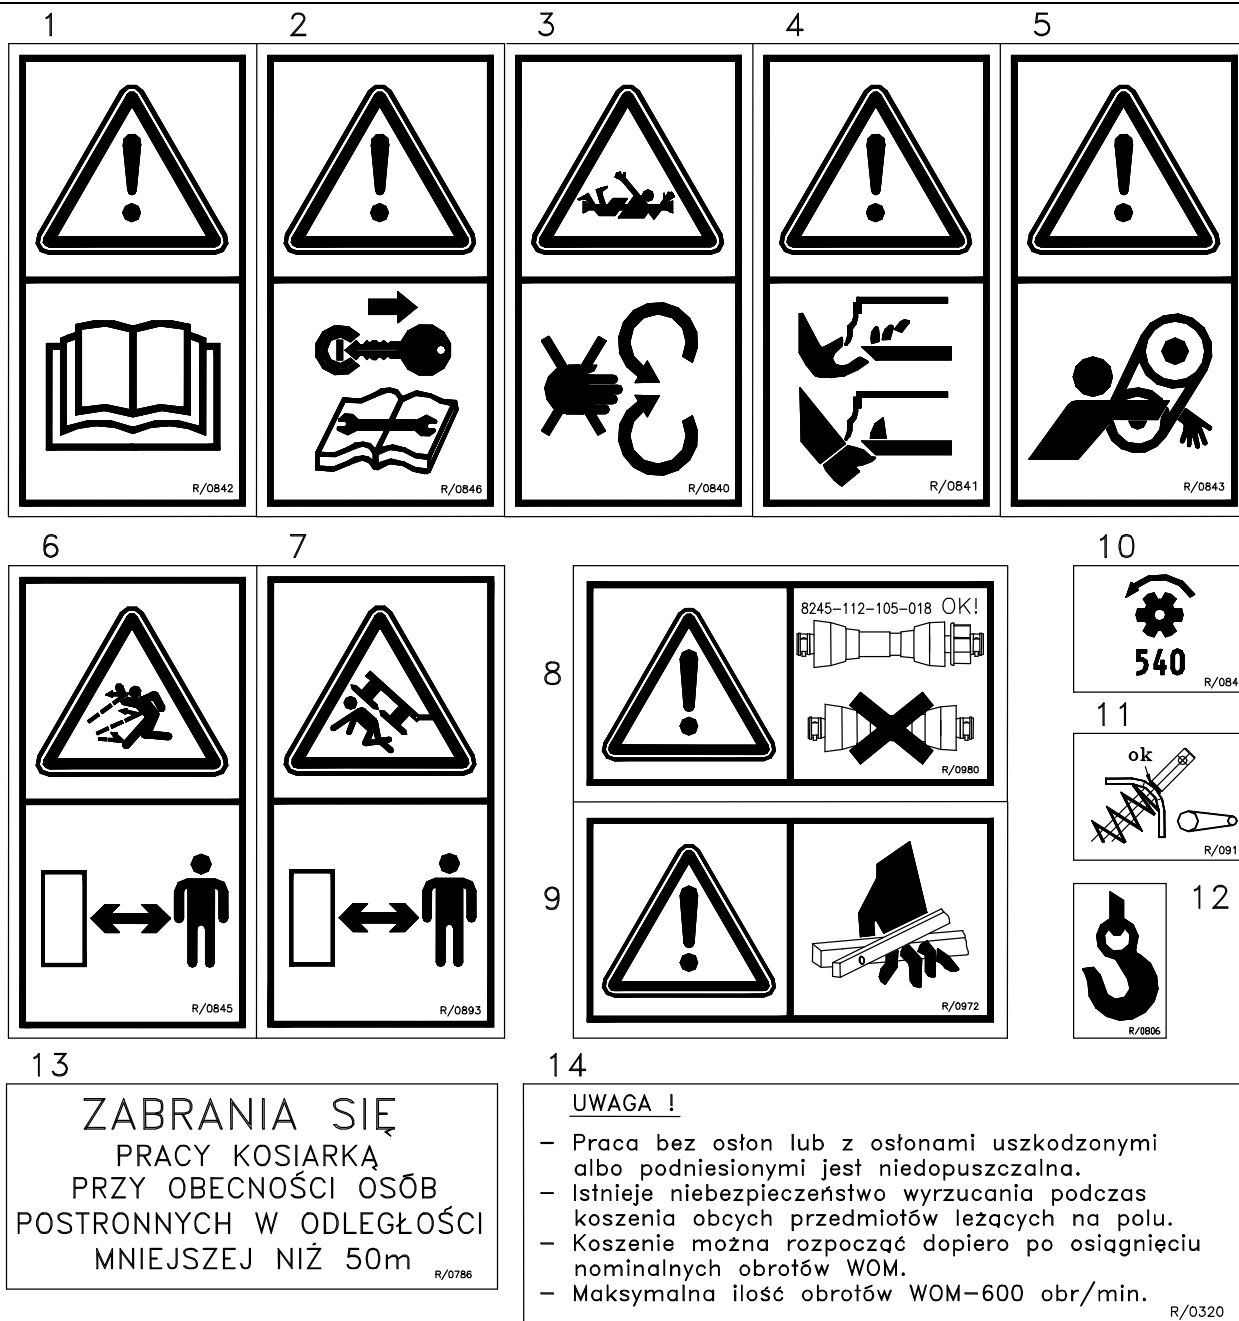 1
2
3
4
5
R/0842
R/0846
R/0840
R/0841
R/0843
6
7
8
9
10
11
12
8245-112-105-018 OK!
R/0980
540
R/084
ok
R/091
R/0845
R/0893
R/0972
R/0806
13
ZABRANIA SIĘ
PRACY KOSIARKĄ
PRZY OBECNOŚCI OSÓB
POSTRONNYCH W ODLEGŁOŚCI
MNIEJSZEJ NIŻ 50m
R/0786
14
UWAGA !
- Praca bez osłon lub z osłonami uszkodzonymi
albo podniesionymi jest niedopuszczalna.
- Istnieje niebezpieczeństwo wyrzucania podczas
koszenia obcych przedmiotów leżących na polu.
- Koszenie można rozpocząć dopiero po osiągnięciu
nominalnych obrotów WOM.
- Maksymalna ilość obrotów WOM-600 obr/min.
R/0320